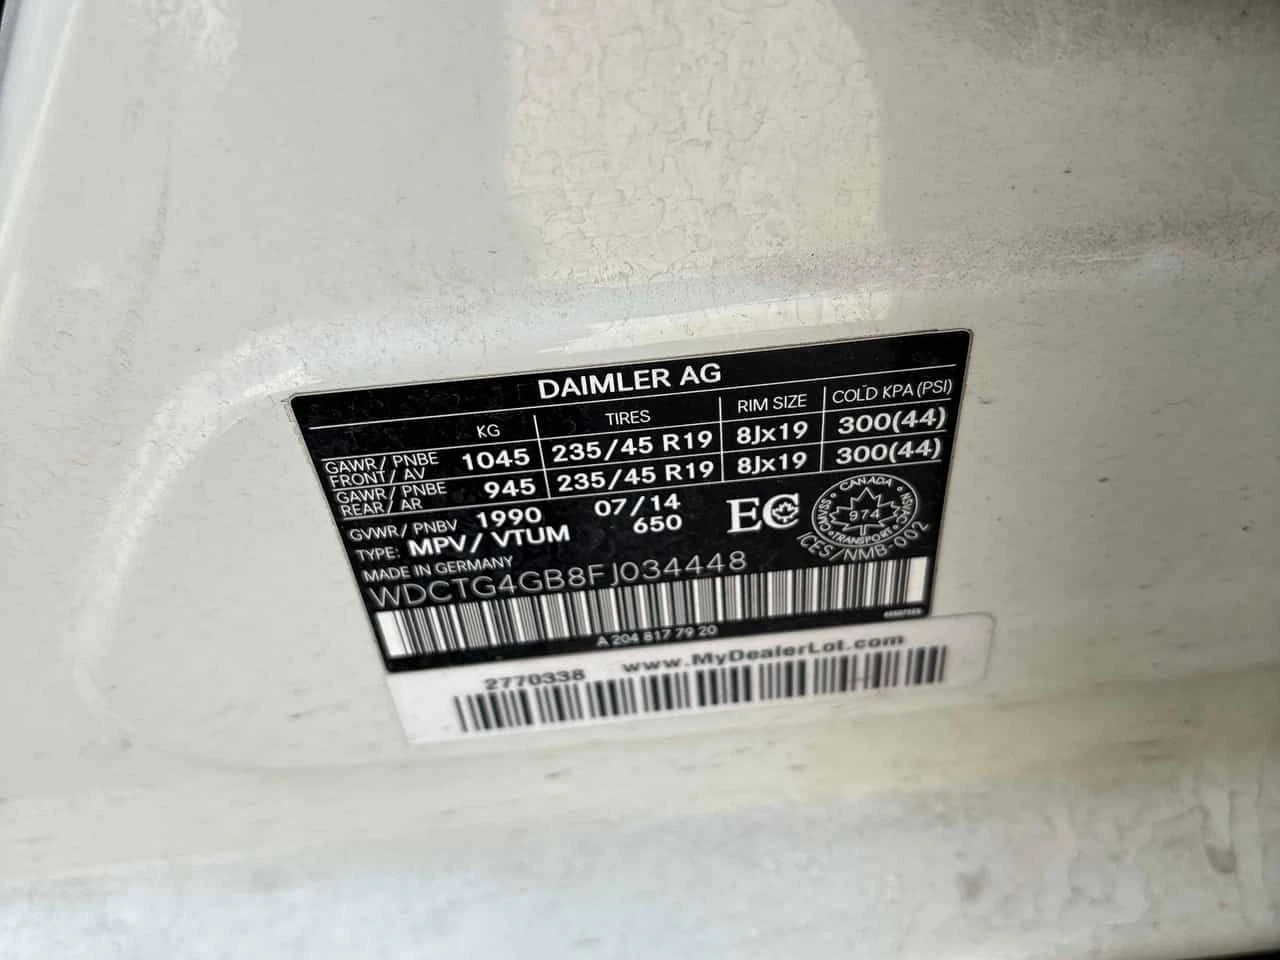 DAIMLER AG
KG TIRES RIM SIZE COLD KPA (PSI)
GAWR/PNBE FRONT/AV 1045 235/45 R19 8Jx19 300(44)
GAWR/PNBE REAR/AR 945 235/45 R19 8Jx19 300(44)
GVWR/PNBV 1990 07/14
TYPE: MPV/VTUM 650
EC
CANADA
CMVSS NSVAC
974
TRANSPORT
ICES/NMB-002
MADE IN GERMANY
WDCTG4GB8FJ034448
A 204 817 79 20
2770338 www.MyDealerLot.com